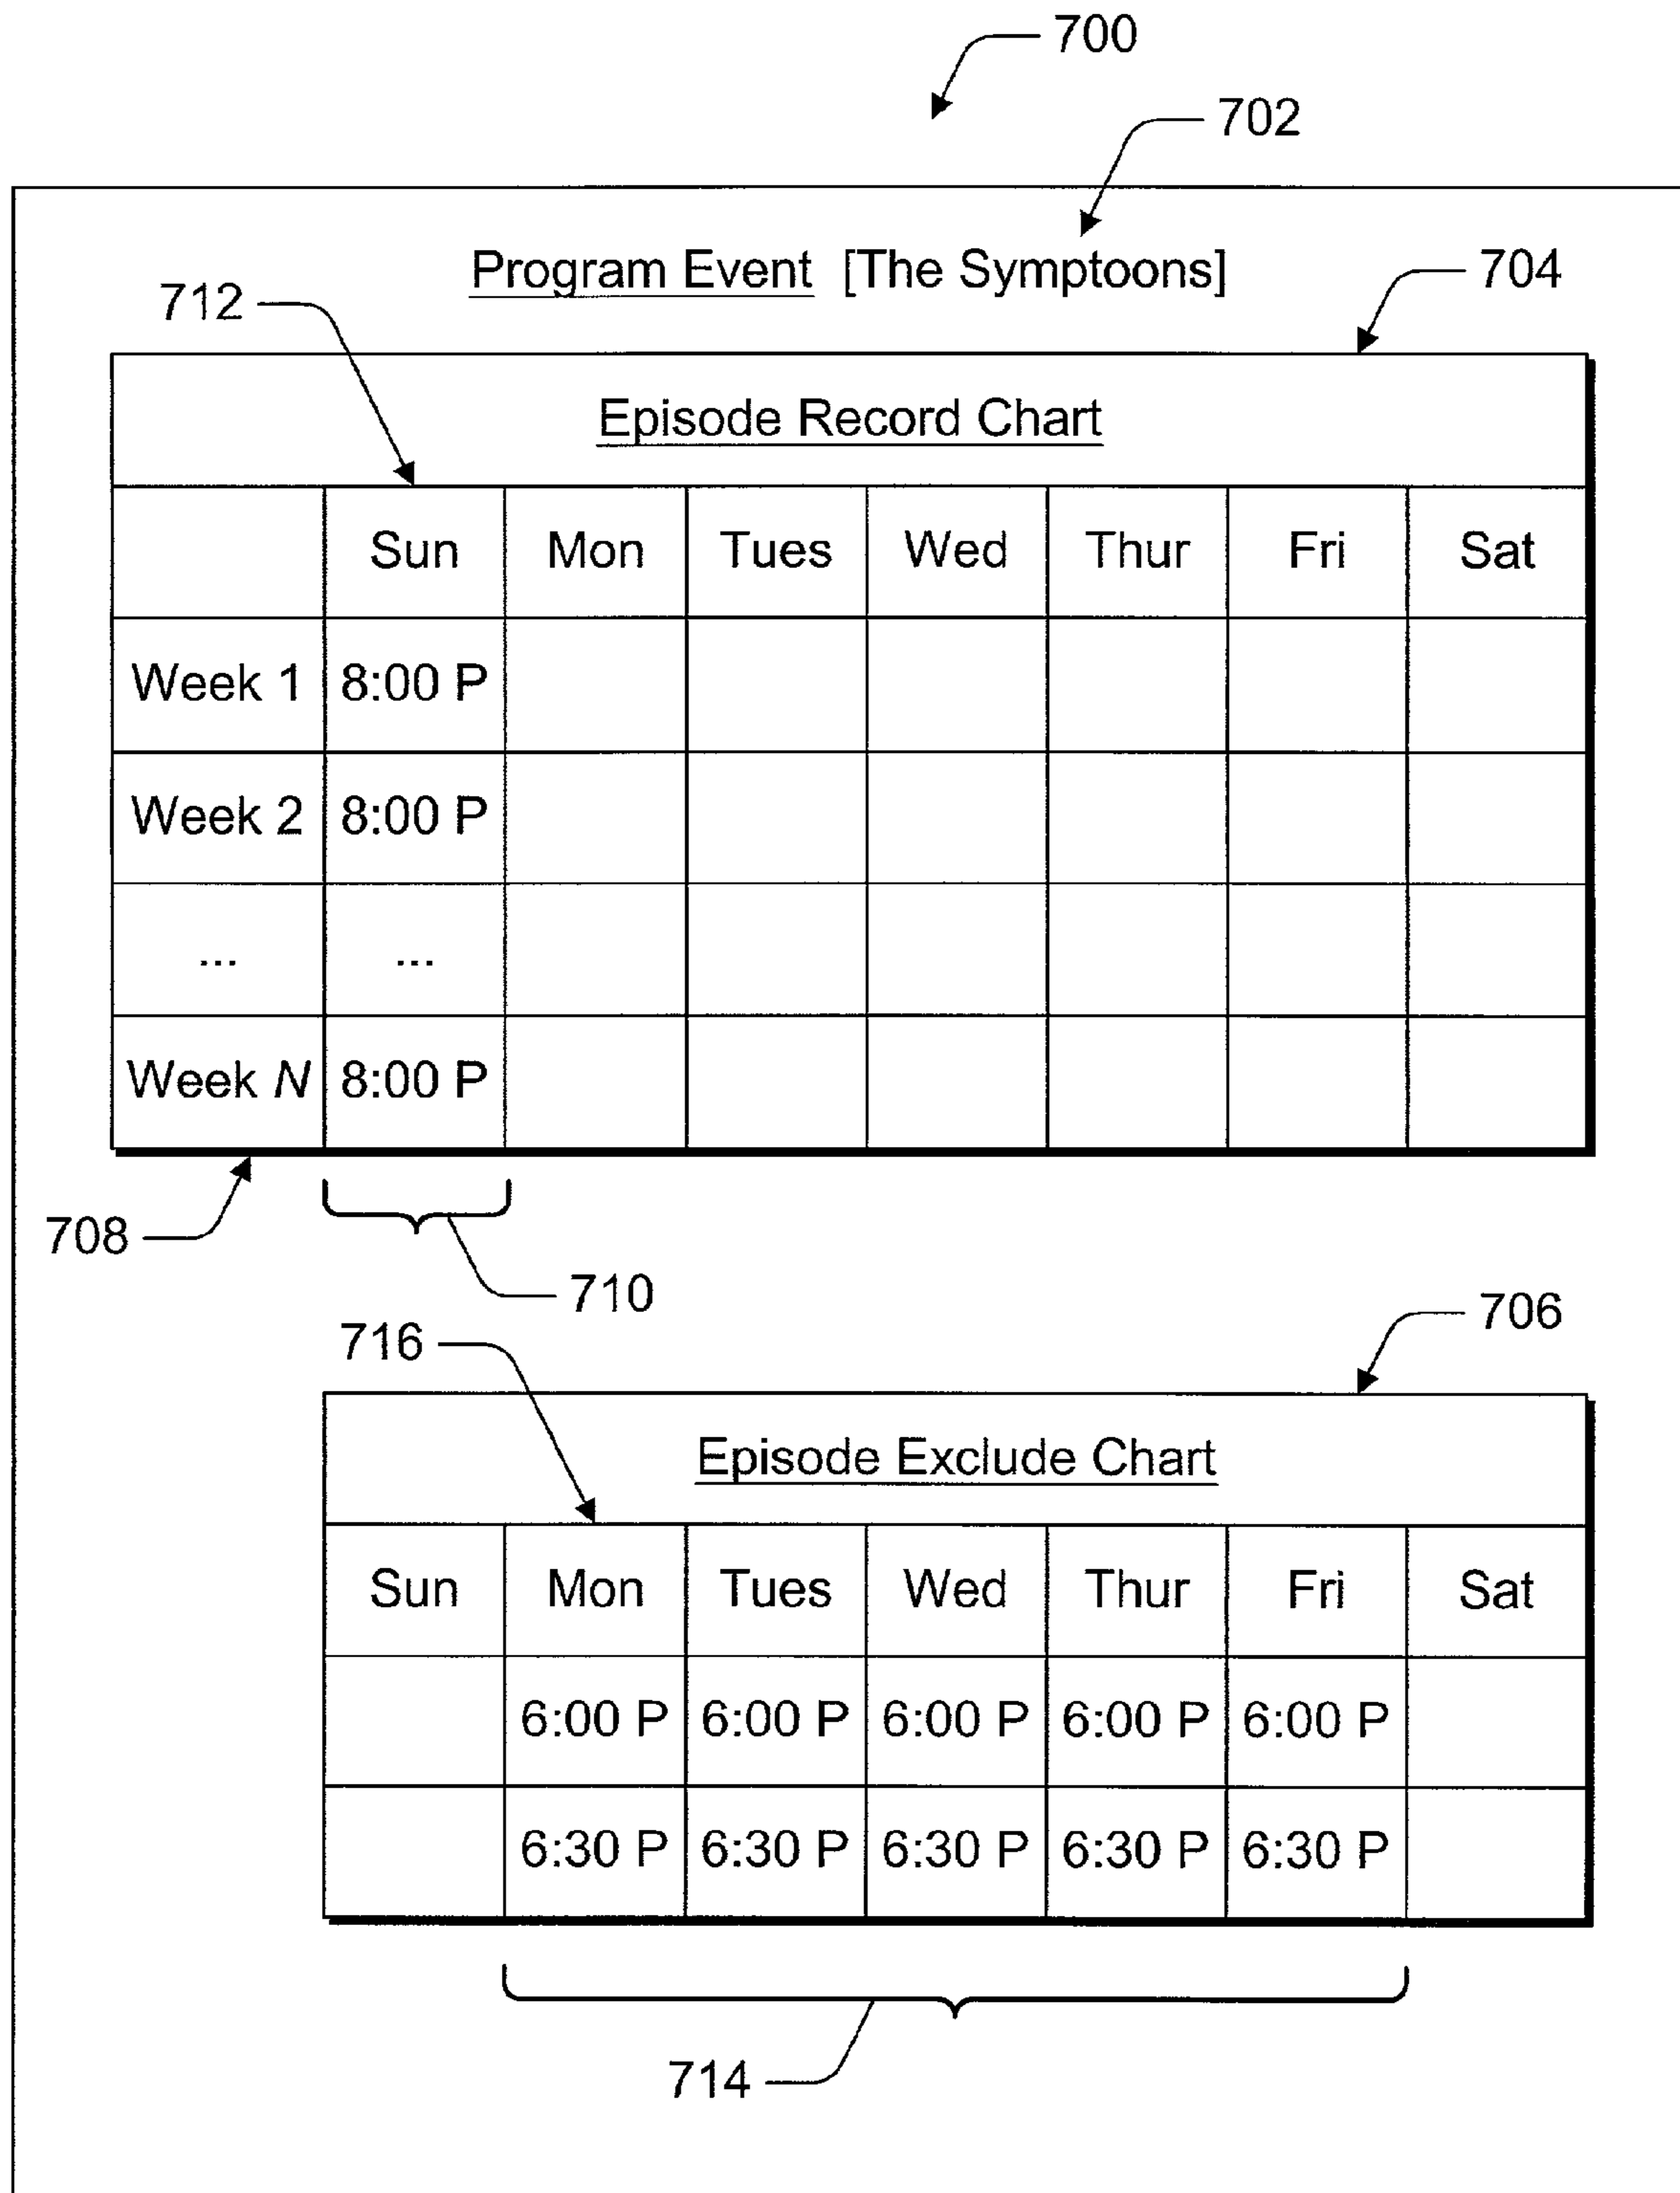 700
702
Program Event [The Symptoons]
704
712
Episode Record Chart
Sun Mon Tues Wed Thur Fri Sat
Week 1 8:00 P
Week 2 8:00 P
... ...
Week N 8:00 P
708
710
706
716
Episode Exclude Chart
Sun Mon Tues Wed Thur Fri Sat
6:00 P 6:00 P 6:00 P 6:00 P 6:00 P
6:30 P 6:30 P 6:30 P 6:30 P 6:30 P
714